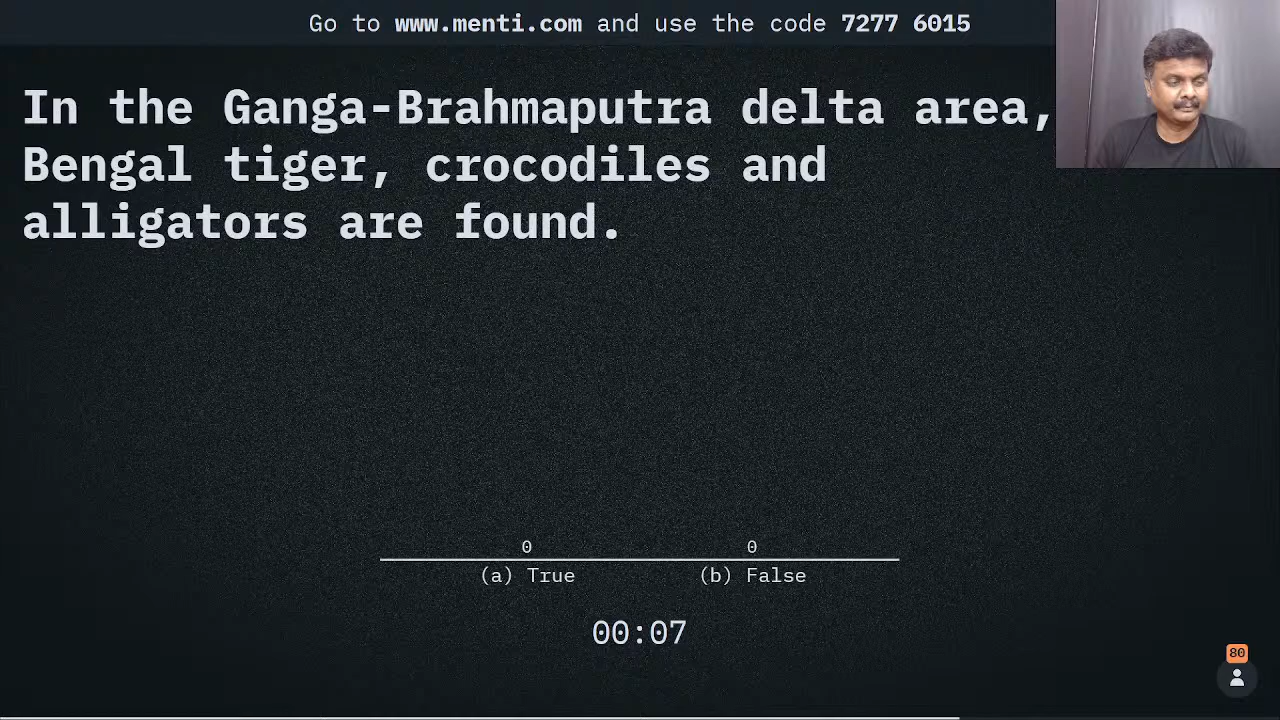 Go to www.menti.com and use the code 7277 6015
In the Ganga-Brahmaputra delta area,
Bengal tiger, crocodiles and
alligators are found.
0 0
(a) True (b) False
00:07
80